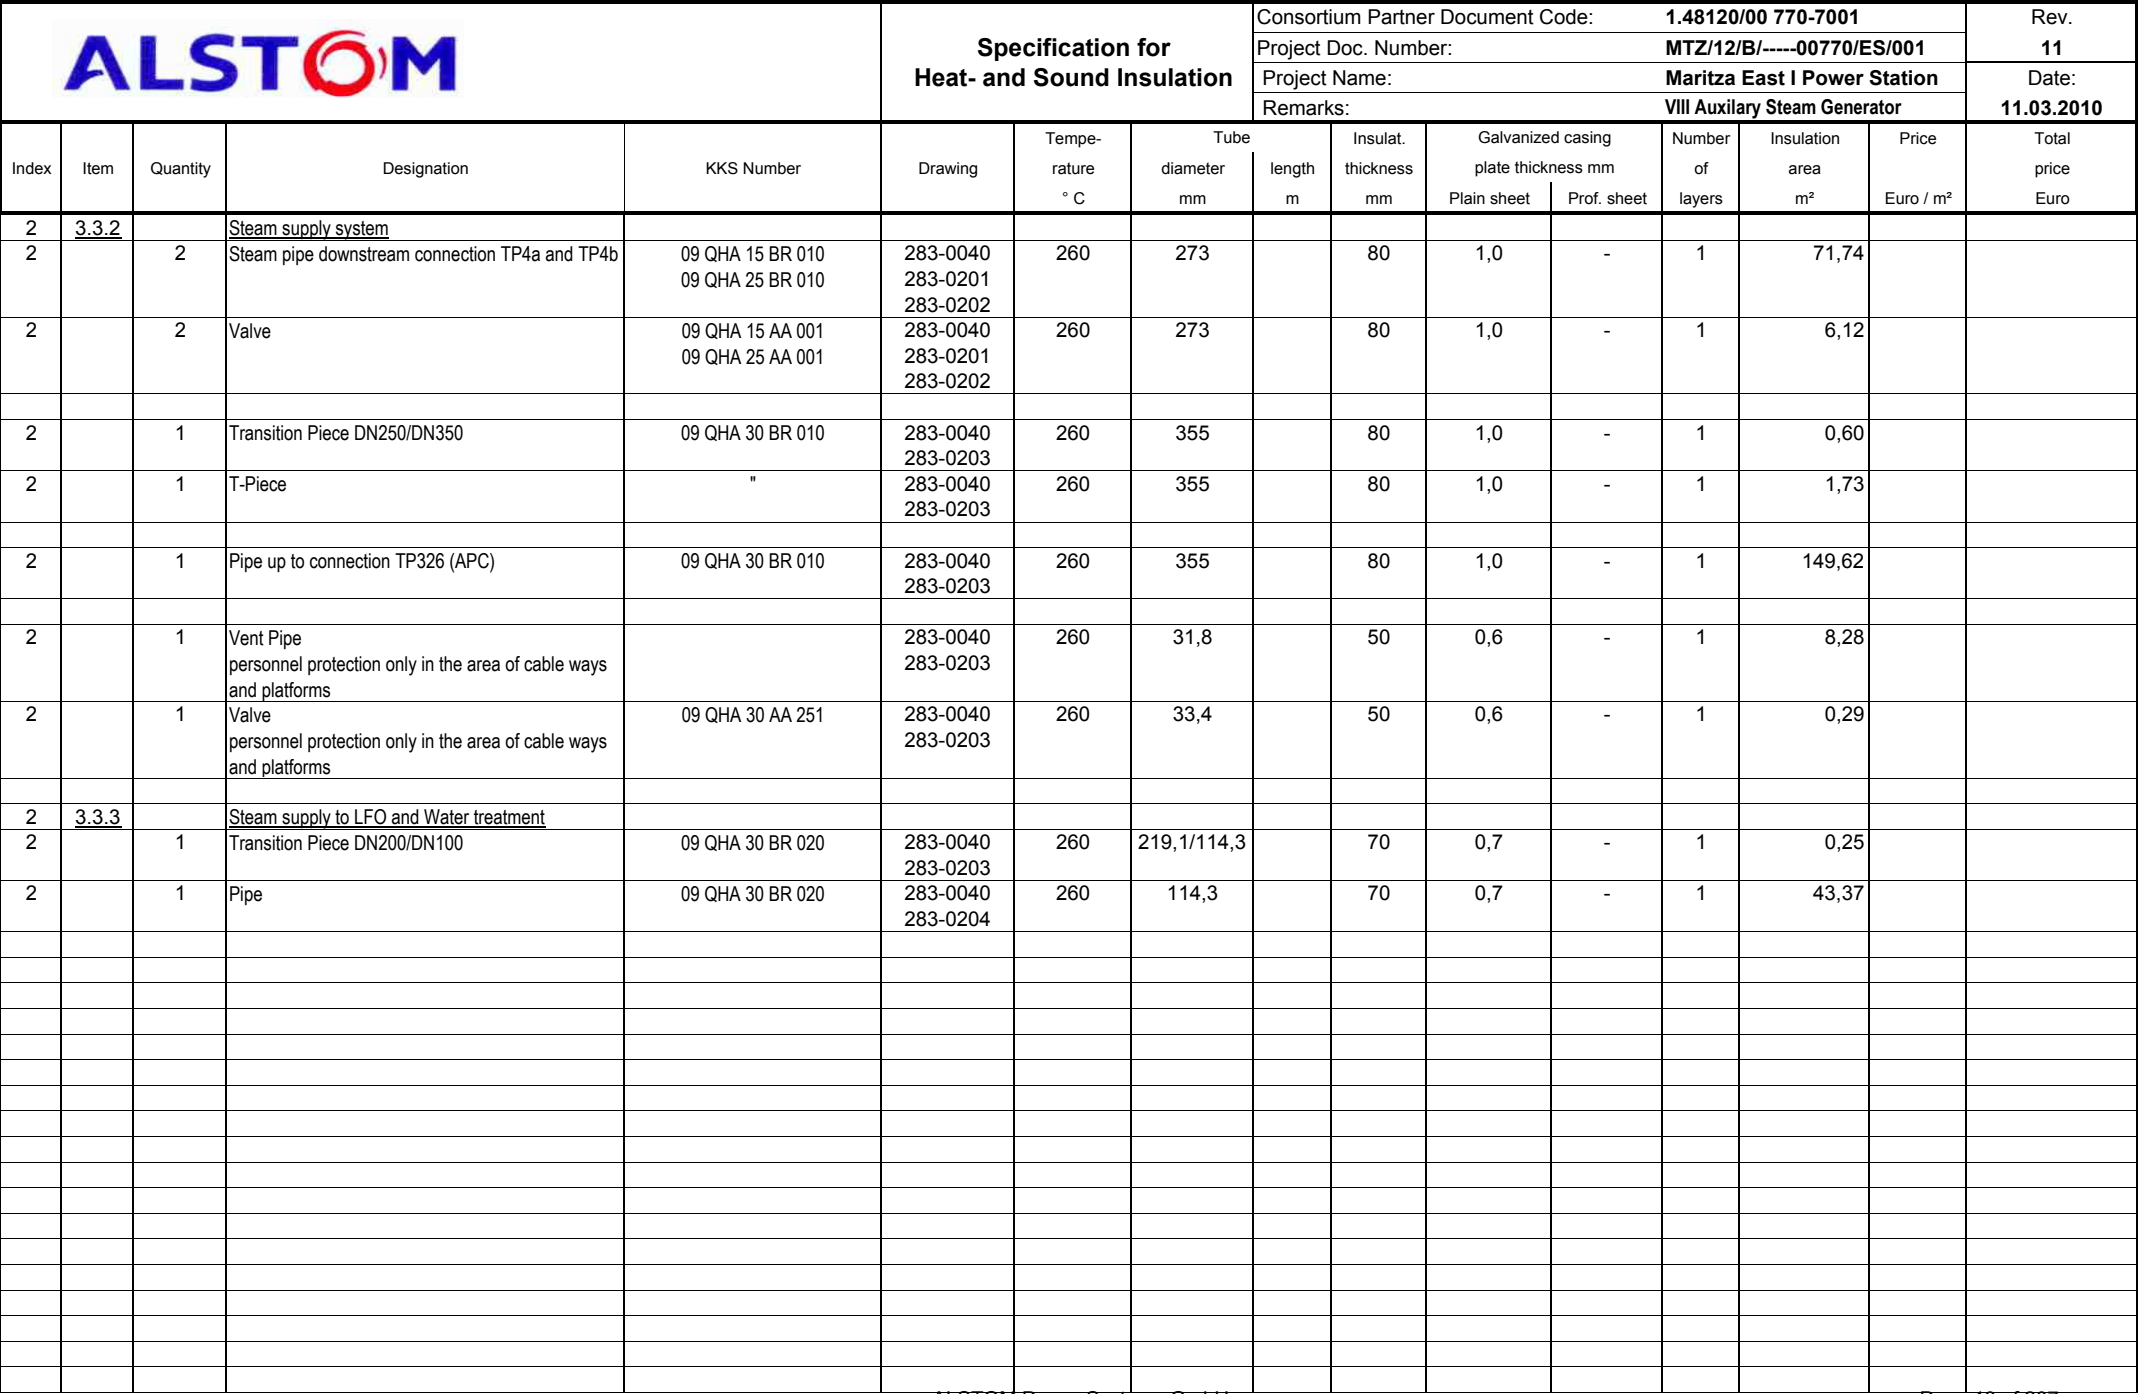 ALSTOM
Specification for
Heat- and Sound Insulation
Consortium Partner Document Code: 1.48120/00 770-7001
Project Doc. Number: MTZ/12/B/-----00770/ES/001
Project Name: Maritza East I Power Station
Remarks: VIII Auxilary Steam Generator
Rev.
11
Date:
11.03.2010
Index Item Quantity Designation KKS Number Drawing Tempe-
rature
° C
Tube
diameter length
mm m
Insulat.
thickness
mm
Galvanized casing
plate thickness mm
Plain sheet Prof. sheet
Number
of
layers
Insulation
area
m²
Price
Euro / m²
Total
price
Euro
2 3.3.2 Steam supply system
2 2 Steam pipe downstream connection TP4a and TP4b 09 QHA 15 BR 010 283-0040 260 273 80 1,0 - 1 71,74
09 QHA 25 BR 010 283-0201
283-0202
2 2 Valve 09 QHA 15 AA 001 283-0040 260 273 80 1,0 - 1 6,12
09 QHA 25 AA 001 283-0201
283-0202
2 1 Transition Piece DN250/DN350 09 QHA 30 BR 010 283-0040 260 355 80 1,0 - 1 0,60
283-0203
2 1 T-Piece " 283-0040 260 355 80 1,0 - 1 1,73
283-0203
2 1 Pipe up to connection TP326 (APC) 09 QHA 30 BR 010 283-0040 260 355 80 1,0 - 1 149,62
283-0203
2 1 Vent Pipe 283-0040 260 31,8 50 0,6 - 1 8,28
personnel protection only in the area of cable ways 283-0203
and platforms
2 1 Valve 09 QHA 30 AA 251 283-0040 260 33,4 50 0,6 - 1 0,29
personnel protection only in the area of cable ways 283-0203
and platforms
2 3.3.3 Steam supply to LFO and Water treatment
2 1 Transition Piece DN200/DN100 09 QHA 30 BR 020 283-0040 260 219,1/114,3 70 0,7 - 1 0,25
283-0203
2 1 Pipe 09 QHA 30 BR 020 283-0040 260 114,3 70 0,7 - 1 43,37
283-0204